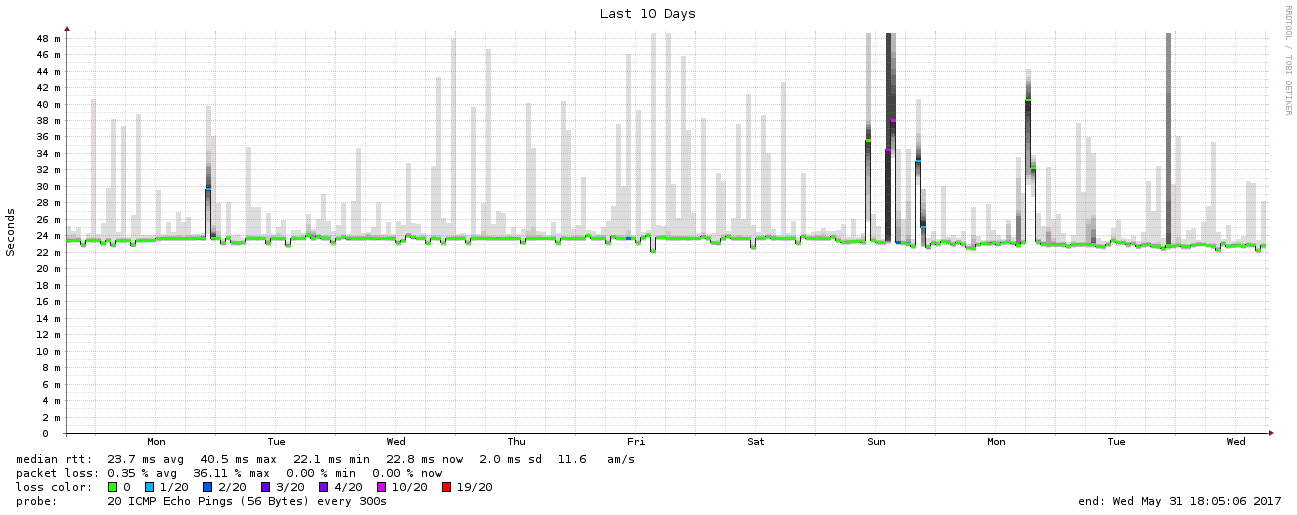 Last 10 Days
RRDTOOL / TOBI OETIKER
Seconds
48 m
46 m
44 m
42 m
40 m
38 m
36 m
34 m
32 m
30 m
28 m
26 m
24 m
22 m
20 m
18 m
16 m
14 m
12 m
10 m
8 m
6 m
4 m
2 m
0
Mon Tue Wed Thu Fri Sat Sun Mon Tue Wed
median rtt: 23.7 ms avg 40.5 ms max 22.1 ms min 22.8 ms now 2.0 ms sd 11.6 am/s
packet loss: 0.35 % avg 36.11 % max 0.00 % min 0.00 % now
loss color: 0 1/20 2/20 3/20 4/20 10/20 19/20
probe: 20 ICMP Echo Pings (56 Bytes) every 300s
end: Wed May 31 18:05:06 2017